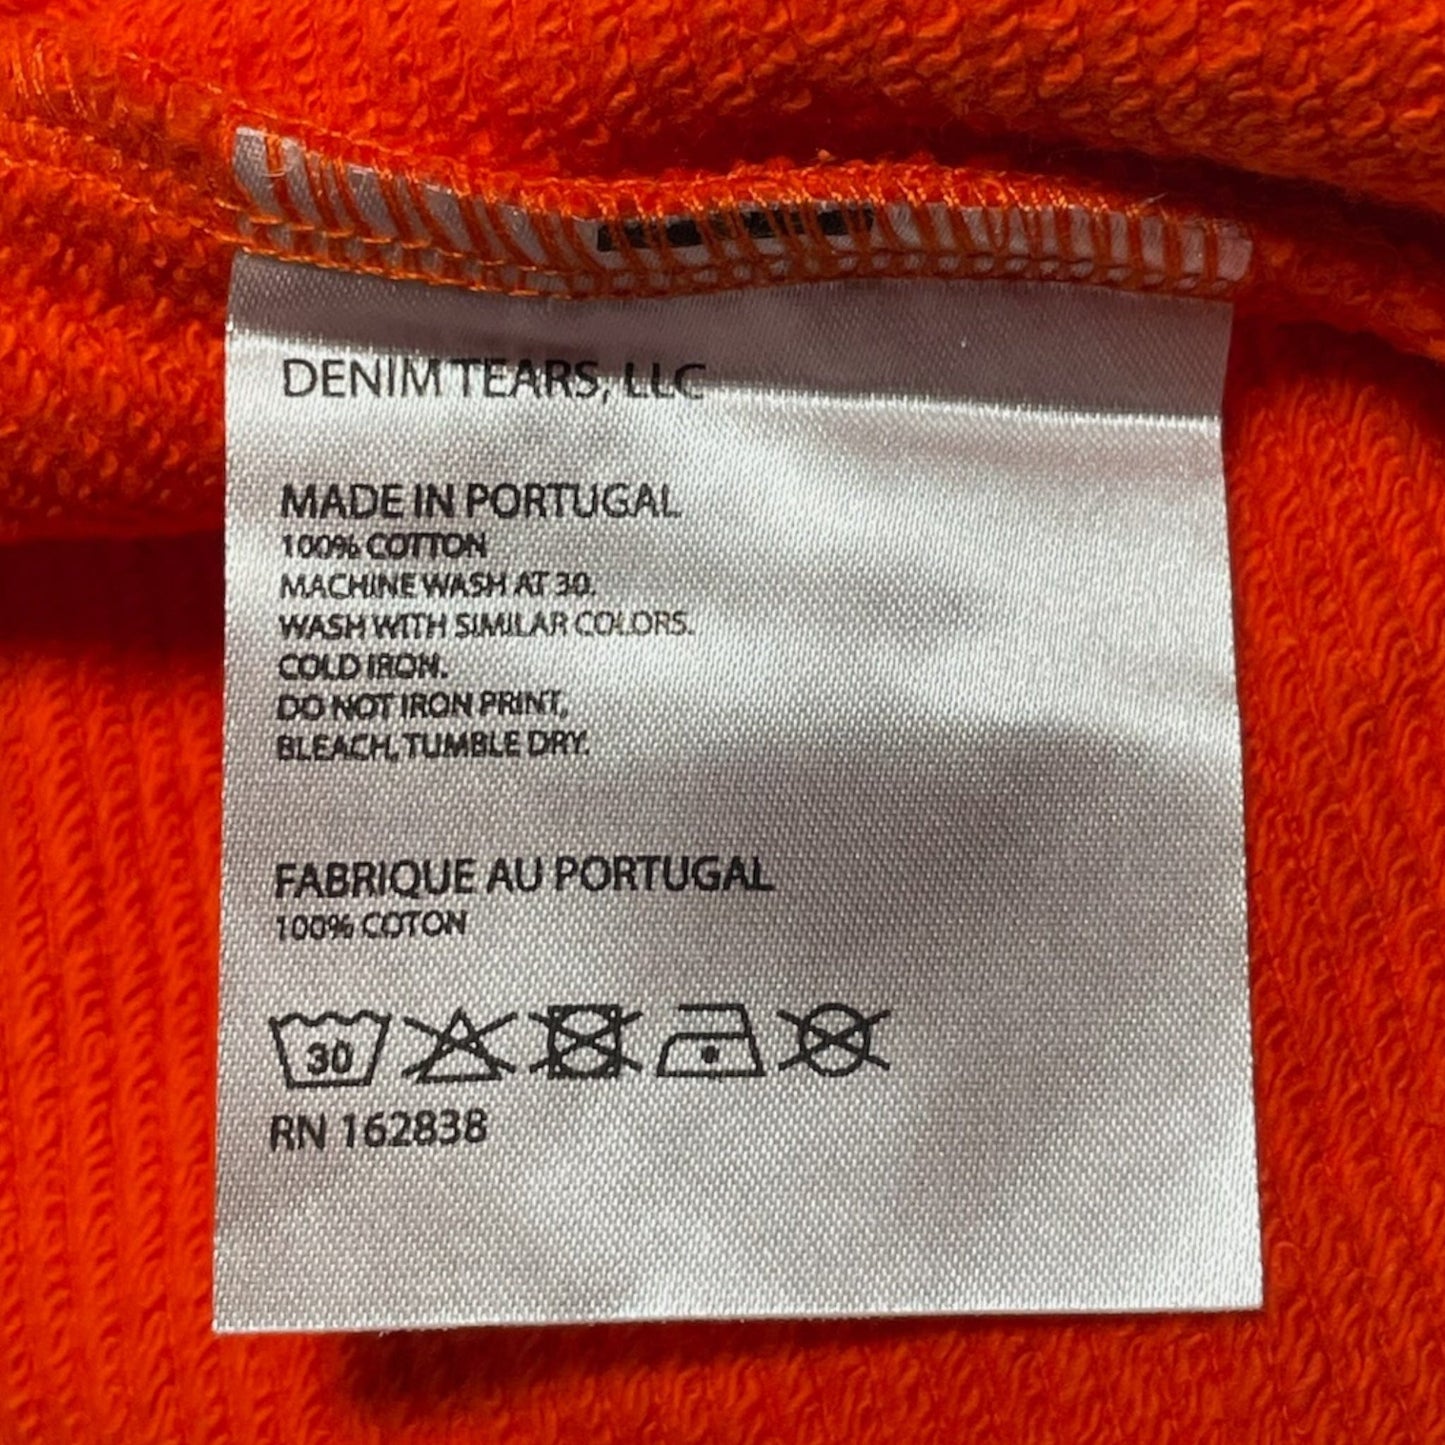 DENIM TEARS, LLC
MADE IN PORTUGAL
100% COTTON
MACHINE WASH AT 30.
WASH WITH SIMILAR COLORS.
COLD IRON.
DO NOT IRON PRINT,
BLEACH, TUMBLE DRY.
FABRIQUE AU PORTUGAL
100% COTON
30
RN 162838